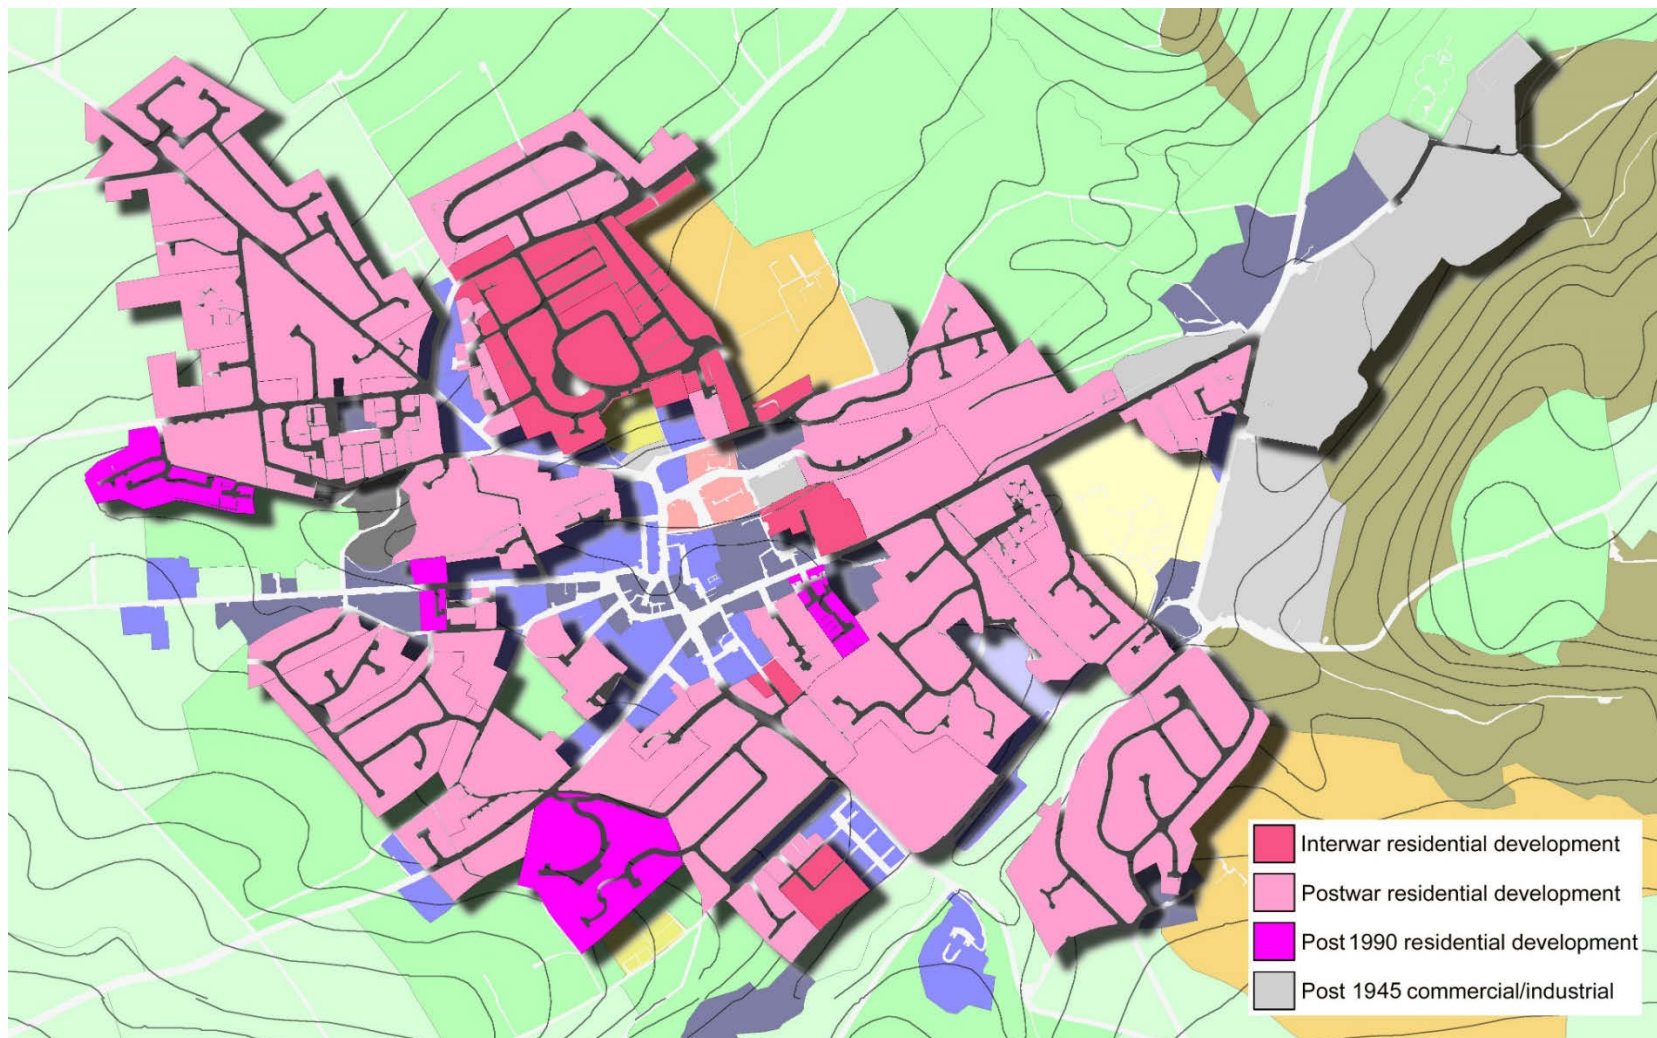 Interwar residential development
Postwar residential development
Post 1990 residential development
Post 1945 commercial/industrial